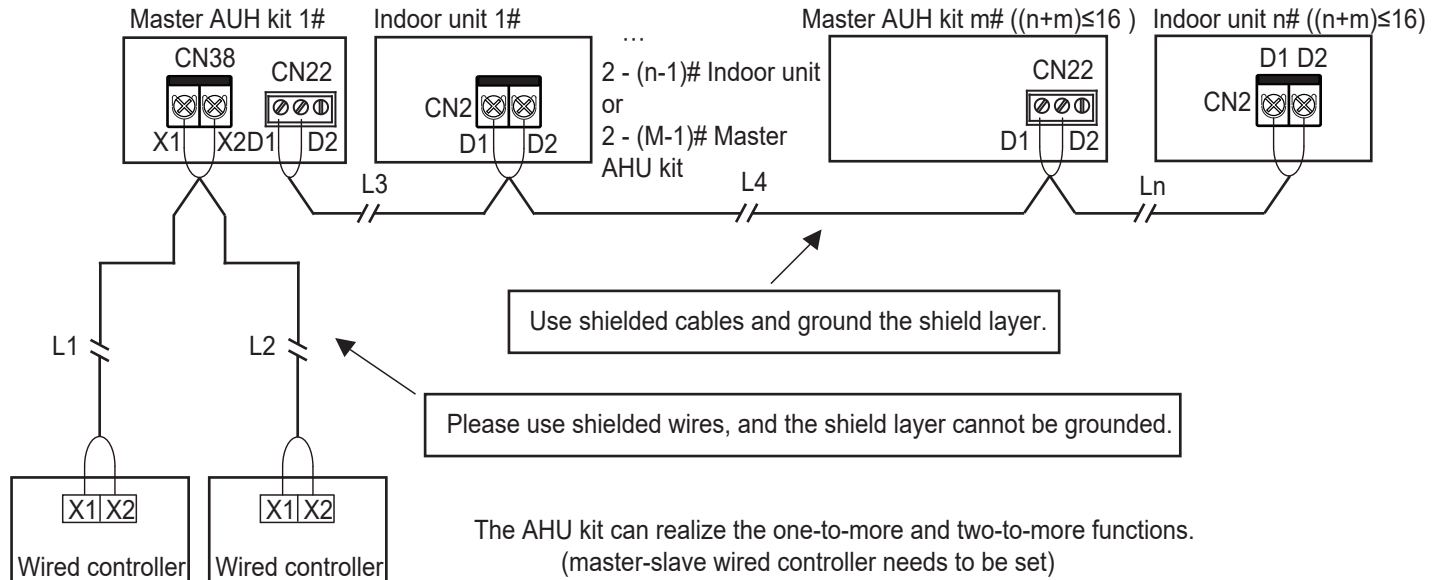 Master AUH kit 1#
Indoor unit 1#
Master AUH kit m# ((n+m)≤16 )
Indoor unit n# ((n+m)≤16)
CN38
CN22
X1
X2
D1
D2
CN2
D1
D2
…
2 - (n-1)# Indoor unit
or
2 - (M-1)# Master
AHU kit
CN22
D1
D2
D1 D2
CN2
L3
L4
Ln
Use shielded cables and ground the shield layer.
L1
L2
Please use shielded wires, and the shield layer cannot be grounded.
X1 X2
Wired controller
X1 X2
Wired controller
The AHU kit can realize the one-to-more and two-to-more functions.
(master-slave wired controller needs to be set)